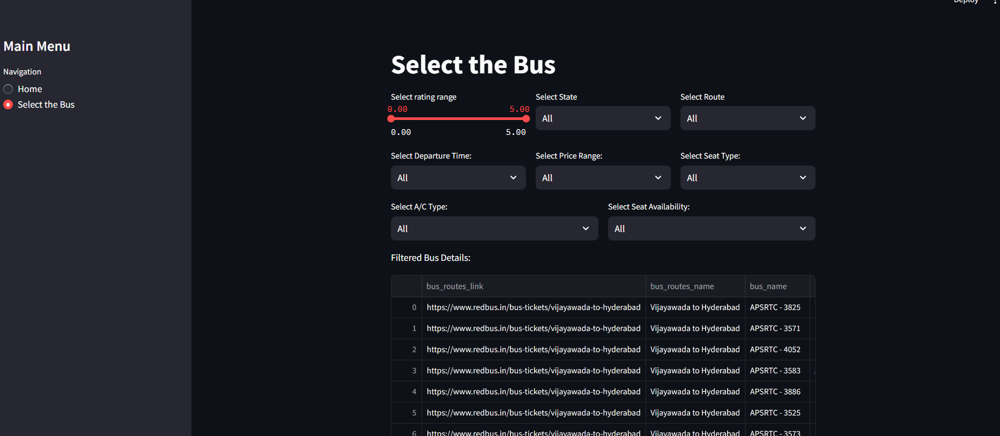 Deploy
Main Menu
Navigation
Home
Select the Bus
Select the Bus
Select rating range Select State Select Route
0.00 5.00
All All
0.00 5.00
Select Departure Time: Select Price Range: Select Seat Type:
All All All
Select A/C Type: Select Seat Availability:
All All
Filtered Bus Details:
bus_routes_link bus_routes_name bus_name
0 https://www.redbus.in/bus-tickets/vijayawada-to-hyderabad Vijayawada to Hyderabad APSRTC - 3825
1 https://www.redbus.in/bus-tickets/vijayawada-to-hyderabad Vijayawada to Hyderabad APSRTC - 3571
2 https://www.redbus.in/bus-tickets/vijayawada-to-hyderabad Vijayawada to Hyderabad APSRTC - 4052
3 https://www.redbus.in/bus-tickets/vijayawada-to-hyderabad Vijayawada to Hyderabad APSRTC - 3583
4 https://www.redbus.in/bus-tickets/vijayawada-to-hyderabad Vijayawada to Hyderabad APSRTC - 3886
5 https://www.redbus.in/bus-tickets/vijayawada-to-hyderabad Vijayawada to Hyderabad APSRTC - 3525
6 https://www.redbus.in/bus-tickets/vijayawada-to-hyderabad Vijayawada to Hyderabad APSRTC - 3573